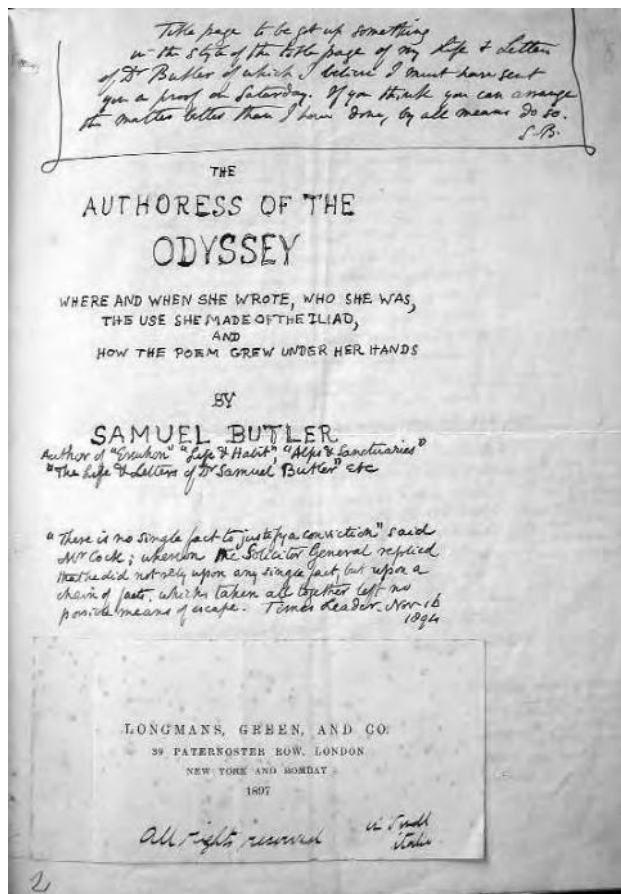 Title page to be got up something
in the style of the title page of my Life & Letters
of Dr Butler of which I believe I must have sent
you a proof on Saturday. If you think you can arrange
the matter better than I have done, by all means do so.
S.B.
THE
AUTHORESS OF THE
ODYSSEY
WHERE AND WHEN SHE WROTE, WHO SHE WAS,
THE USE SHE MADE OF THE ILIAD,
AND
HOW THE POEM GREW UNDER HER HANDS
BY
SAMUEL BUTLER
Author of "Erewhon" "Life & Habit", "Alps & Sanctuaries"
"The Life & Letters of Dr Samuel Butler" etc
"There is no single fact to justify a conviction" said
Mr Cock; whereon the Solicitor General replied
that he did not rely upon any single fact, but upon a
chain of facts, which taken all together left no
possible means of escape. Times Leader. Nov 16
1894
LONGMANS, GREEN, AND CO.
39 PATERNOSTER ROW, LONDON
NEW YORK AND BOMBAY
1897
All rights reserved
in small
italic
2